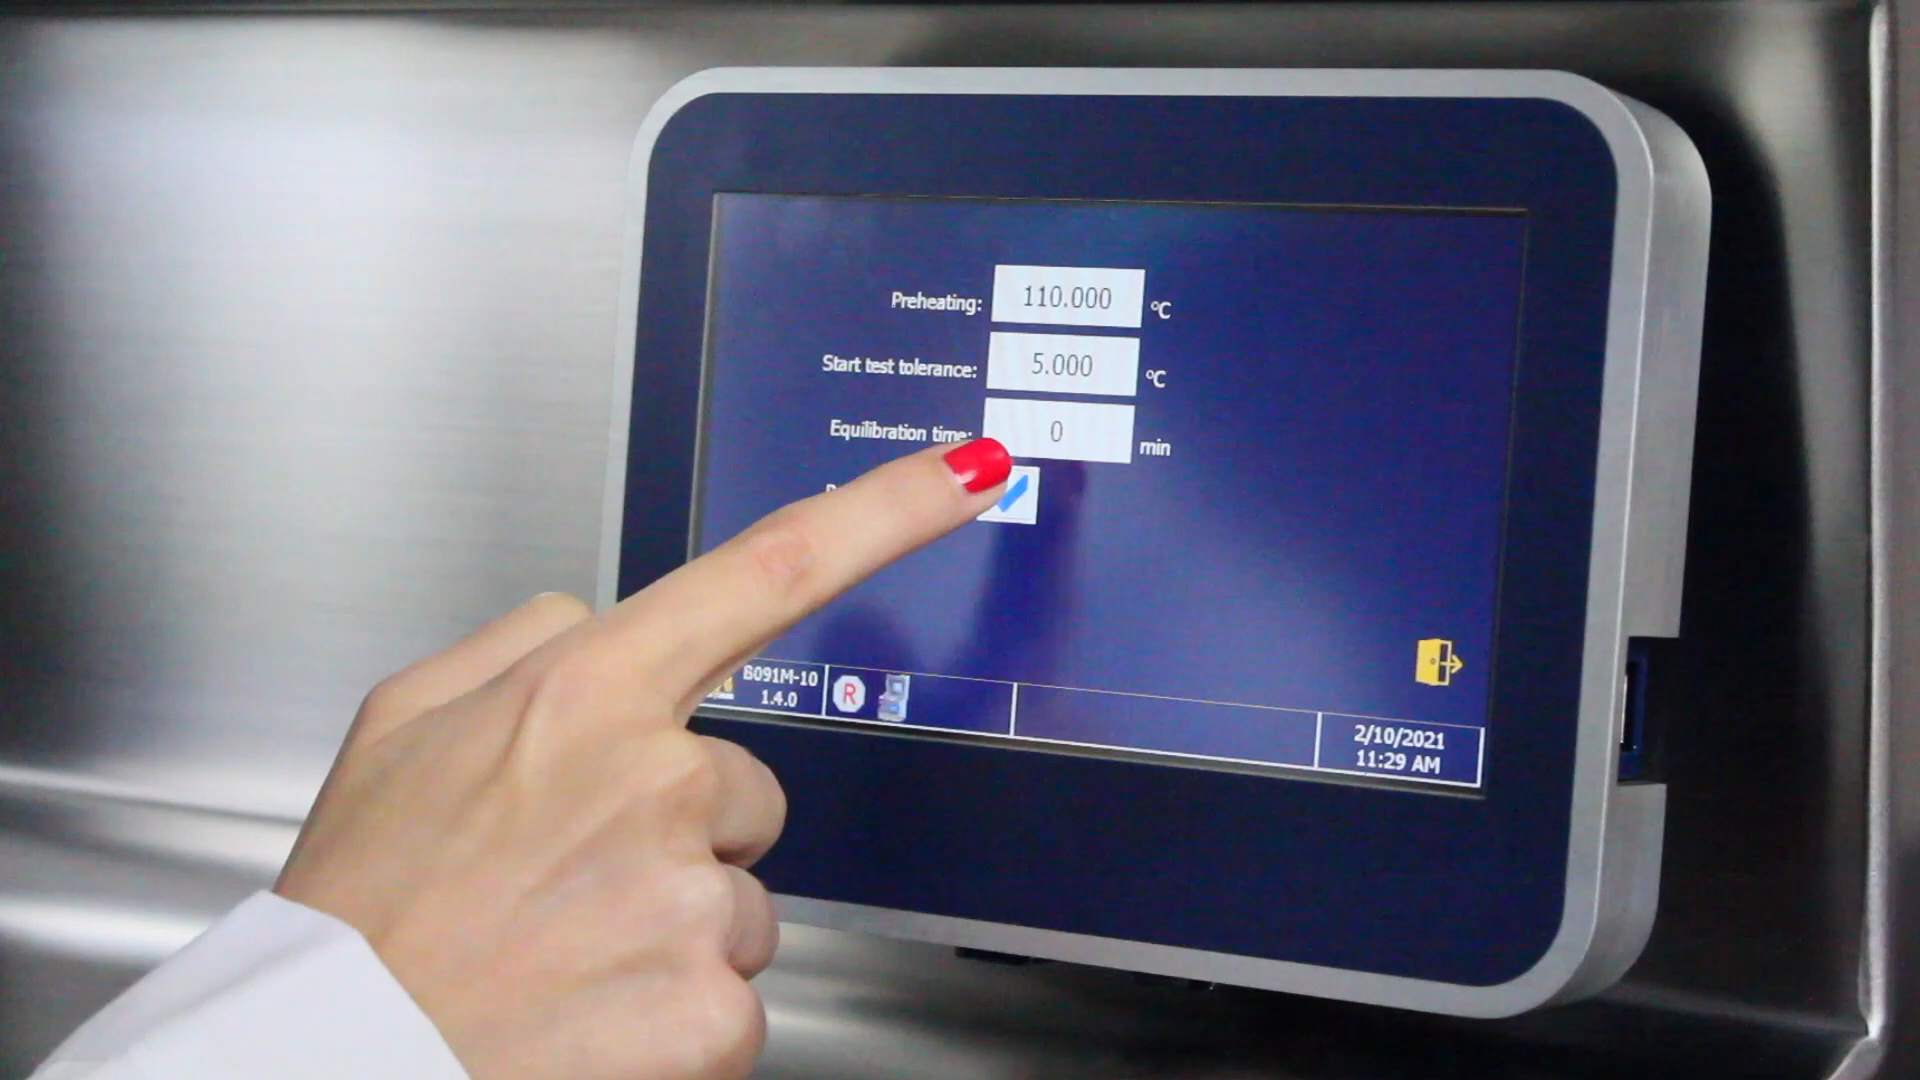 Preheating: 110.000 °C
Start test tolerance: 5.000 °C
Equilibration time: 0 min
B091M-10
1.4.0
R
2/10/2021
11:29 AM